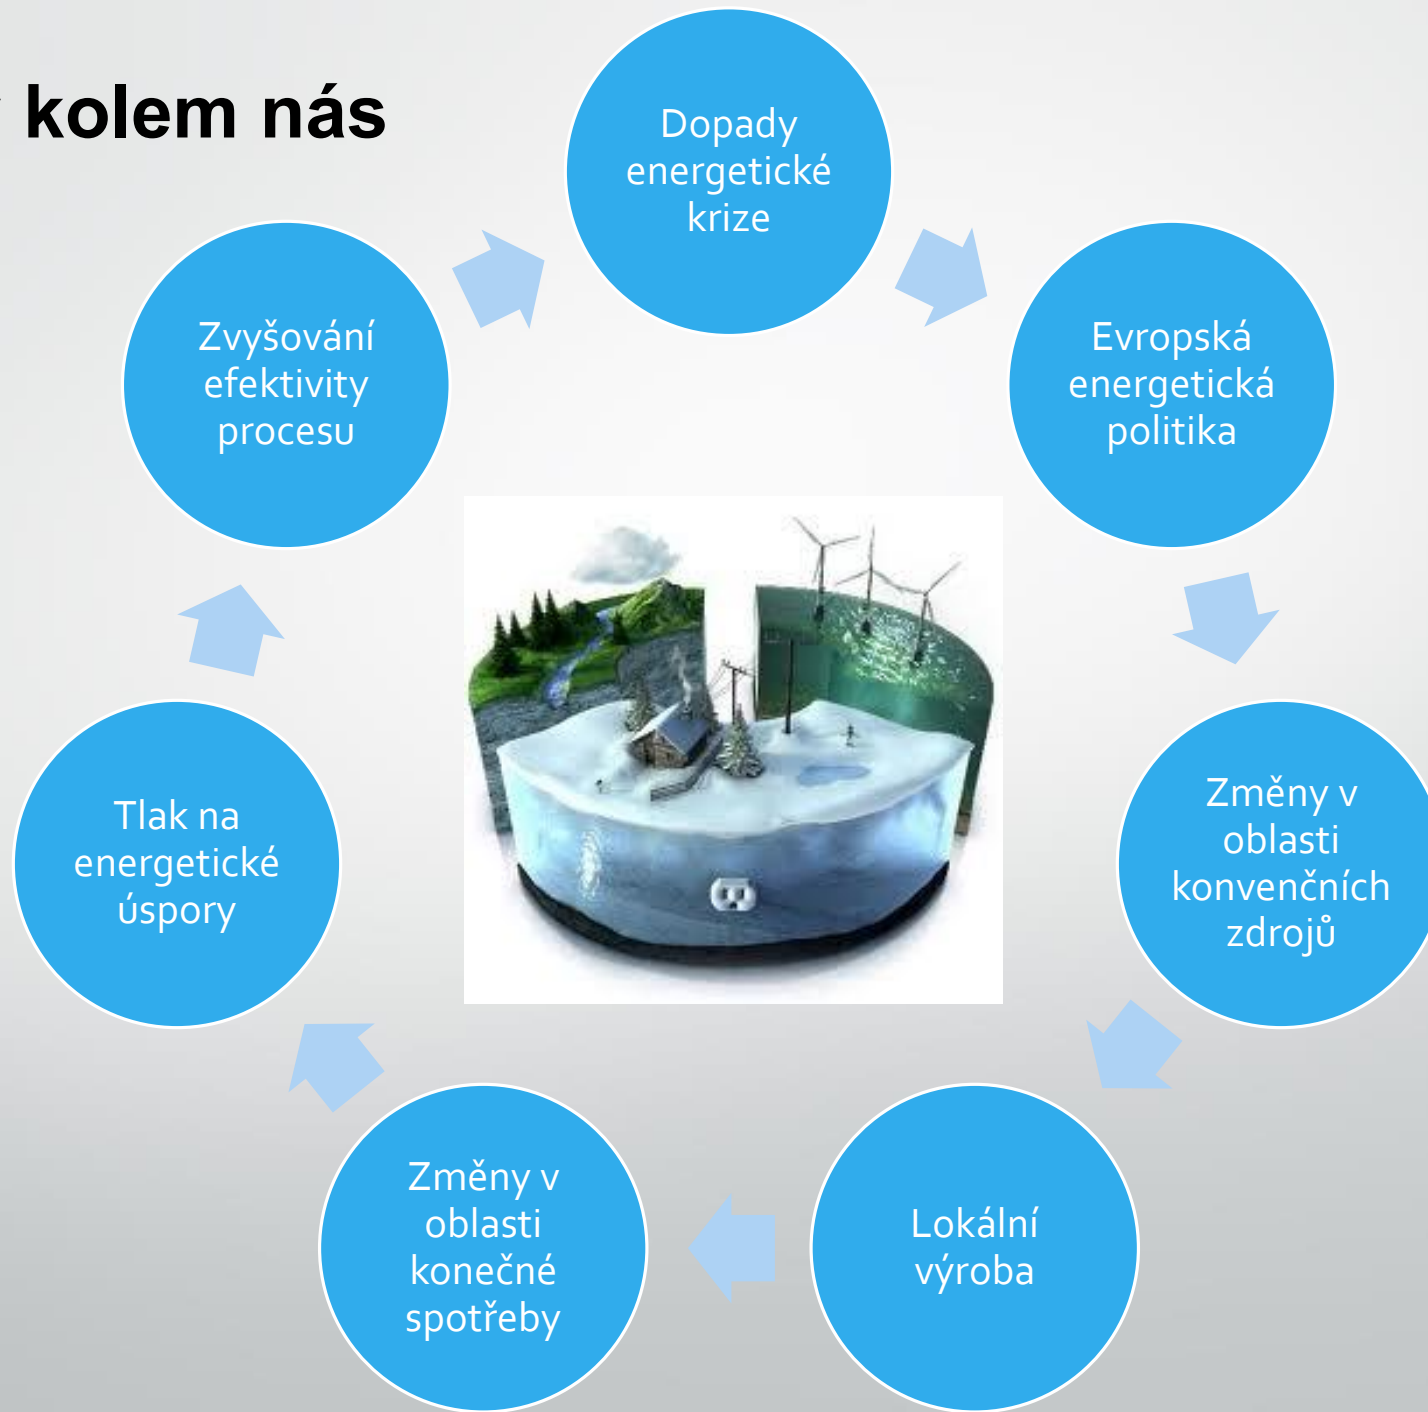 kolem nás
Dopady
energetické
krize
Evropská
energetická
politika
Změny v
oblasti
konvenčních
zdrojů
Lokální
výroba
Změny v
oblasti
konečné
spotřeby
Tlak na
energetické
úspory
Zvyšování
efektivity
procesu